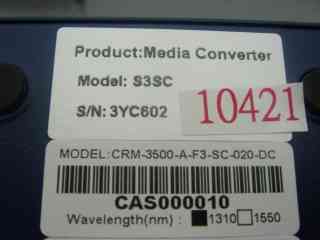 Product:Media Converter
Model: S3SC
S/N: 3YC602
10421
MODEL:CRM-3500-A-F3-SC-020-DC
CAS000010
Wavelength(nm) : ■1310□1550